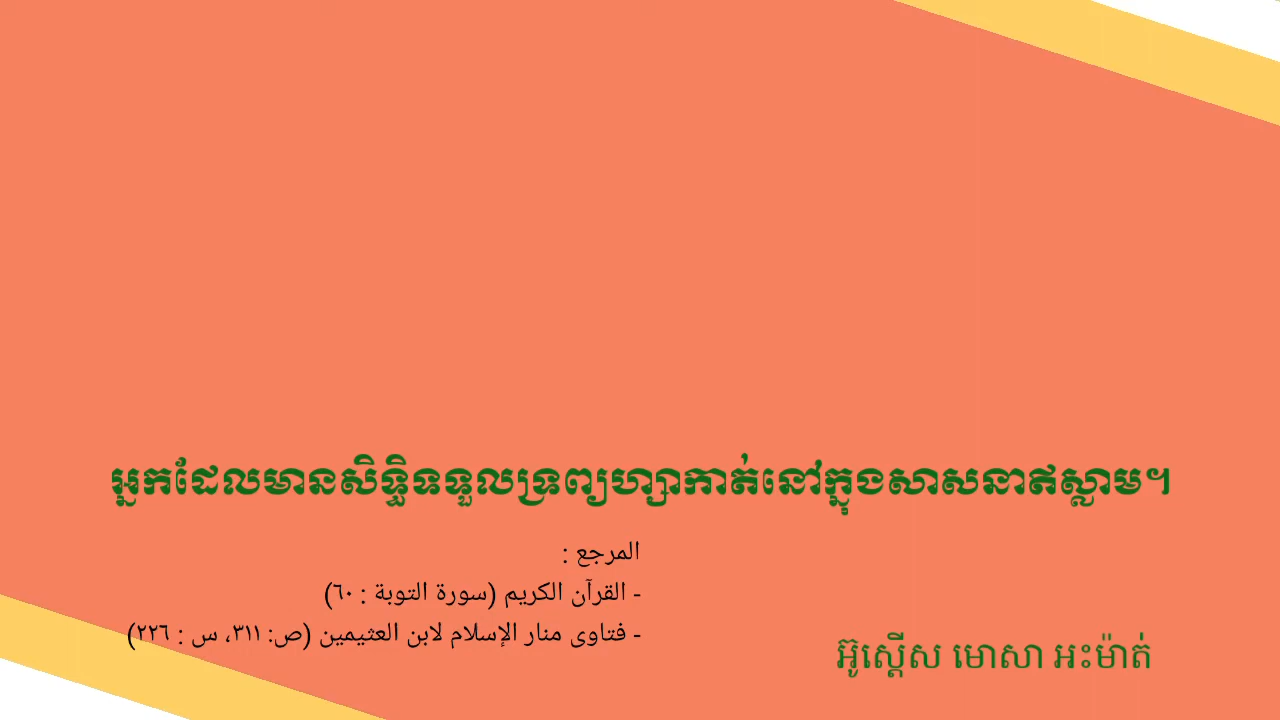 អ្នកដែលមានសិទ្ធិទទួលទ្រព្យហ្សាកាត់នៅក្នុងសាសនាឥស្លាម។
المرجع :
- القرآن الكريم (سورة التوبة : ٦٠)
- فتاوى منار الإسلام لابن العثيمين (ص: ٣١١، س : ٢٢٦)
អ៊ូស្តើស មោសា អះម៉ាត់